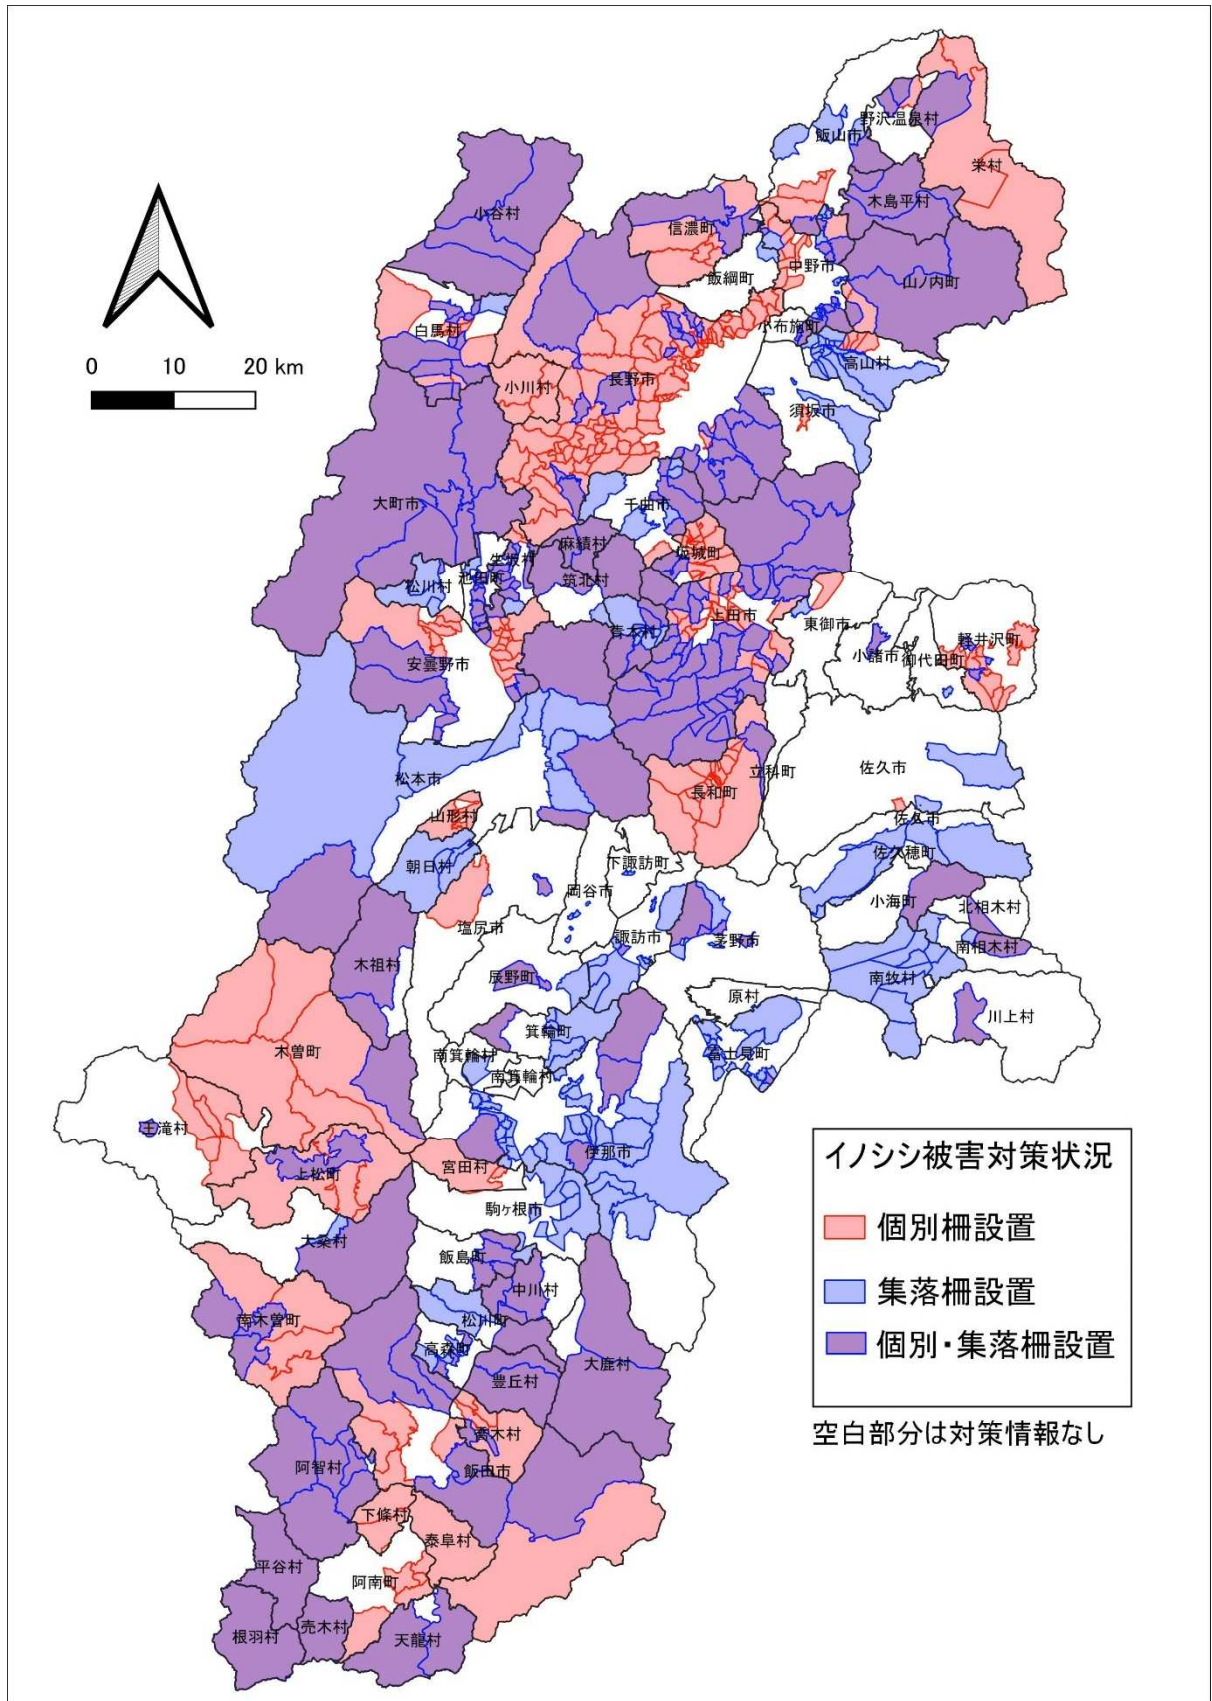 野沢温泉村
飯山市
栄村
木島平村
小谷村
信濃町
中野市
飯綱町
山ノ内町
白馬村
小布施町
高山村
0 10 20 km
小川村
長野市
須坂市
大町市
千曲市
麻績村
坂城町
生坂村
池田町
筑北村
松川村
上田市
青木村
東御市
軽井沢町
小諸市
御代田町
安曇野市
松本市
立科町
佐久市
長和町
山形村
佐久市
佐久穂町
朝日村
下諏訪町
岡谷市
小海町
北相木村
塩尻市
諏訪市
茅野市
南相木村
木祖村
辰野町
南牧村
原村
川上村
木曽町
箕輪町
南箕輪村
富士見町
南箕輪村
王滝村
上松町
宮田村
伊那市
イノシシ被害対策状況
個別柵設置
集落柵設置
個別・集落柵設置
空白部分は対策情報なし
駒ヶ根市
大桑村
飯島町
中川村
南木曽町
松川町
高森町
大鹿村
豊丘村
喬木村
阿智村
飯田市
下條村
泰阜村
平谷村
阿南町
根羽村
売木村
天龍村